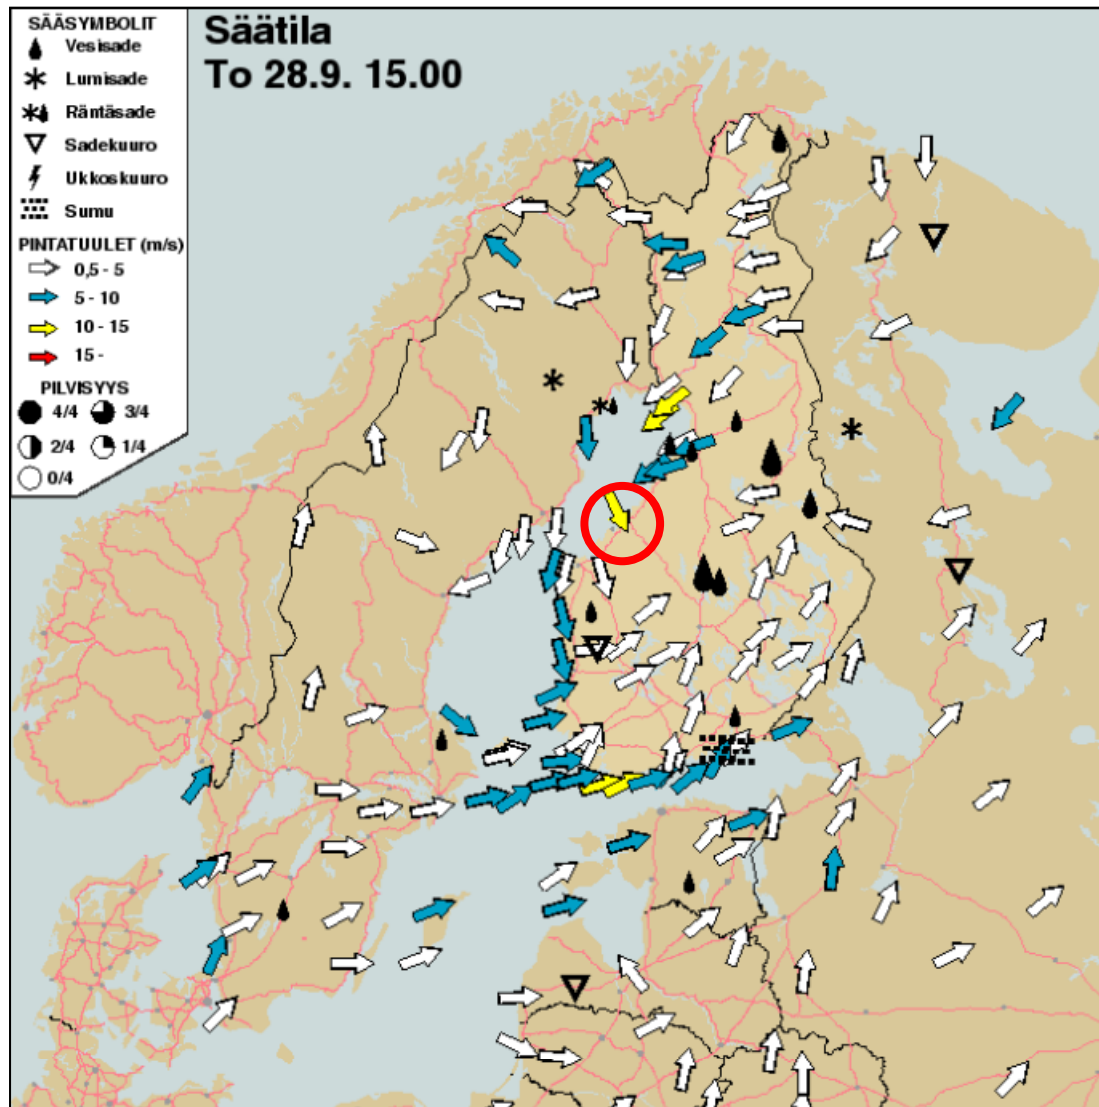 SÄÄSYMBOLIT
Vesisade
Lumisade
Räntäsade
Sadekuuro
Ukkoskuuro
Sumu
PINTATUULET (m/s)
0,5 - 5
5 - 10
10 - 15
15 -
PILVISYYS
4/4 3/4
2/4 1/4
0/4
Säätila
To 28.9. 15.00